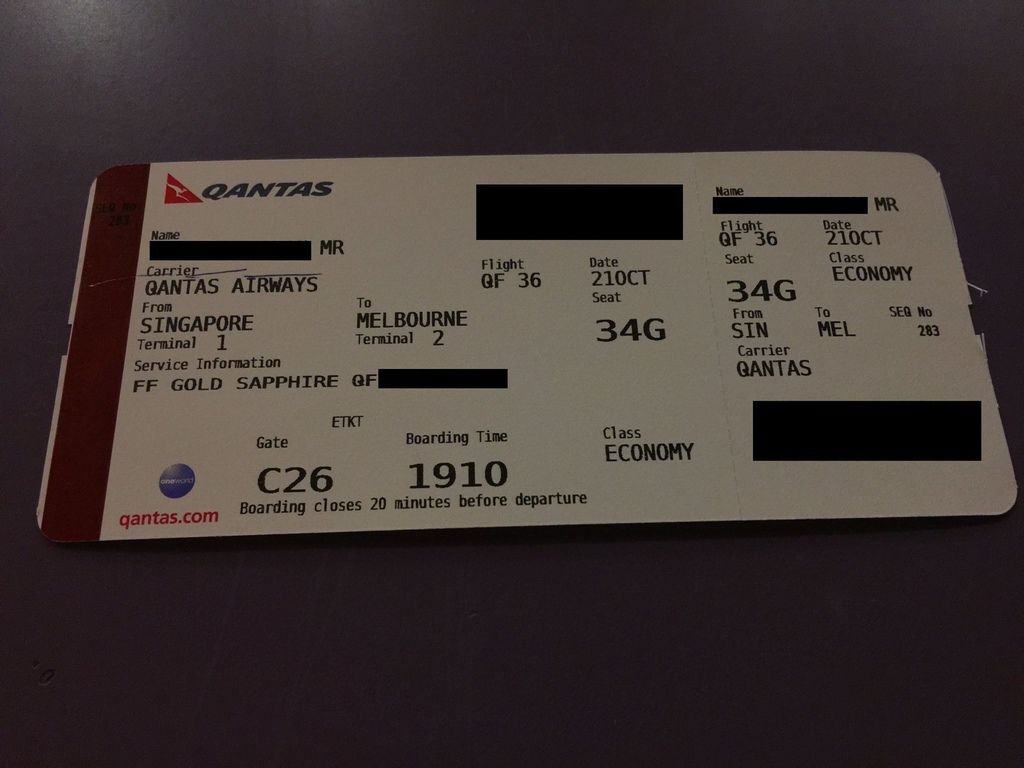 SEQ No
283
QANTAS
Name
MR
Carrier
QANTAS AIRWAYS
From
SINGAPORE
Terminal 1
To
MELBOURNE
Terminal 2
Flight
QF 36
Date
21OCT
Seat
34G
Service Information
FF GOLD SAPPHIRE QF
ETKT
Gate
C26
Boarding Time
1910
Class
ECONOMY
Boarding closes 20 minutes before departure
oneworld
qantas.com
Name
MR
Flight
QF 36
Date
21OCT
Seat
34G
Class
ECONOMY
From
SIN
To
MEL
SEQ No
283
Carrier
QANTAS